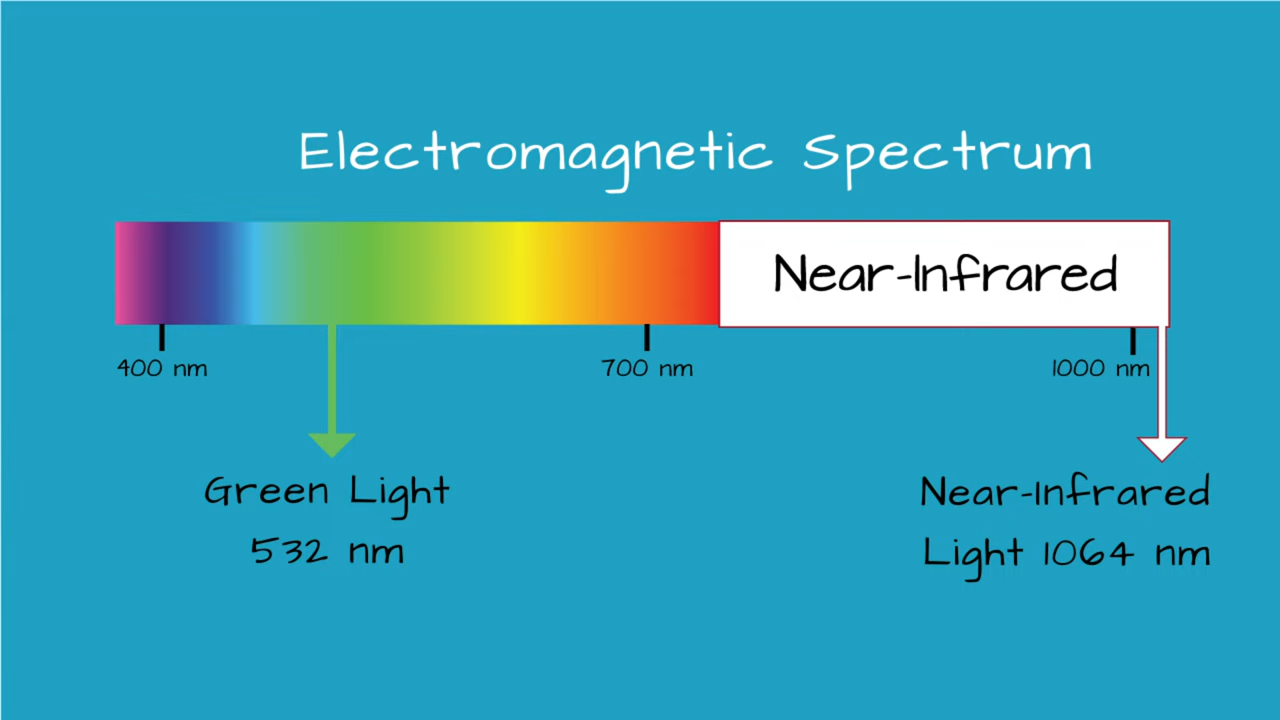 Electromagnetic Spectrum
Near-Infrared
400 nm
700 nm
1000 nm
Green Light
532 nm
Near-Infrared
Light 1064 nm